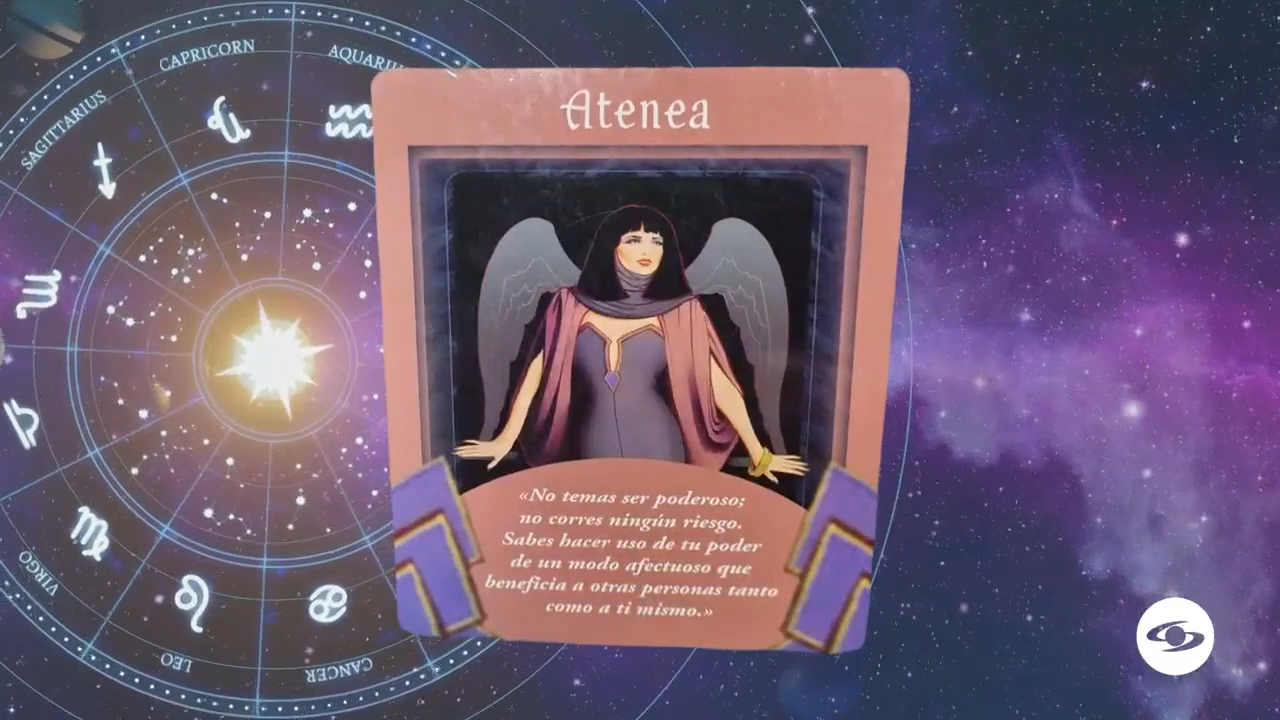 CAPRICORN
AQUARIU
SAGITTARIUS
VIRGO
LEO
CANCER
Atenea
«No temas ser poderoso;
no corres ningún riesgo.
Sabes hacer uso de tu poder
de un modo afectuoso que
beneficia a otras personas tanto
como a ti mismo.»